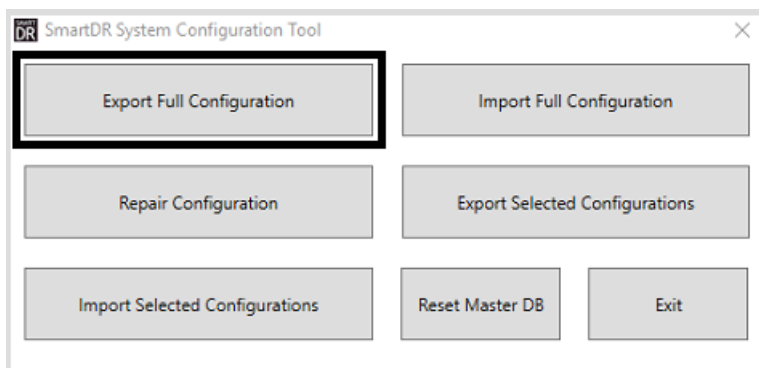 SMART
DR SmartDR System Configuration Tool
Export Full Configuration
Import Full Configuration
Repair Configuration
Export Selected Configurations
Import Selected Configurations
Reset Master DB
Exit